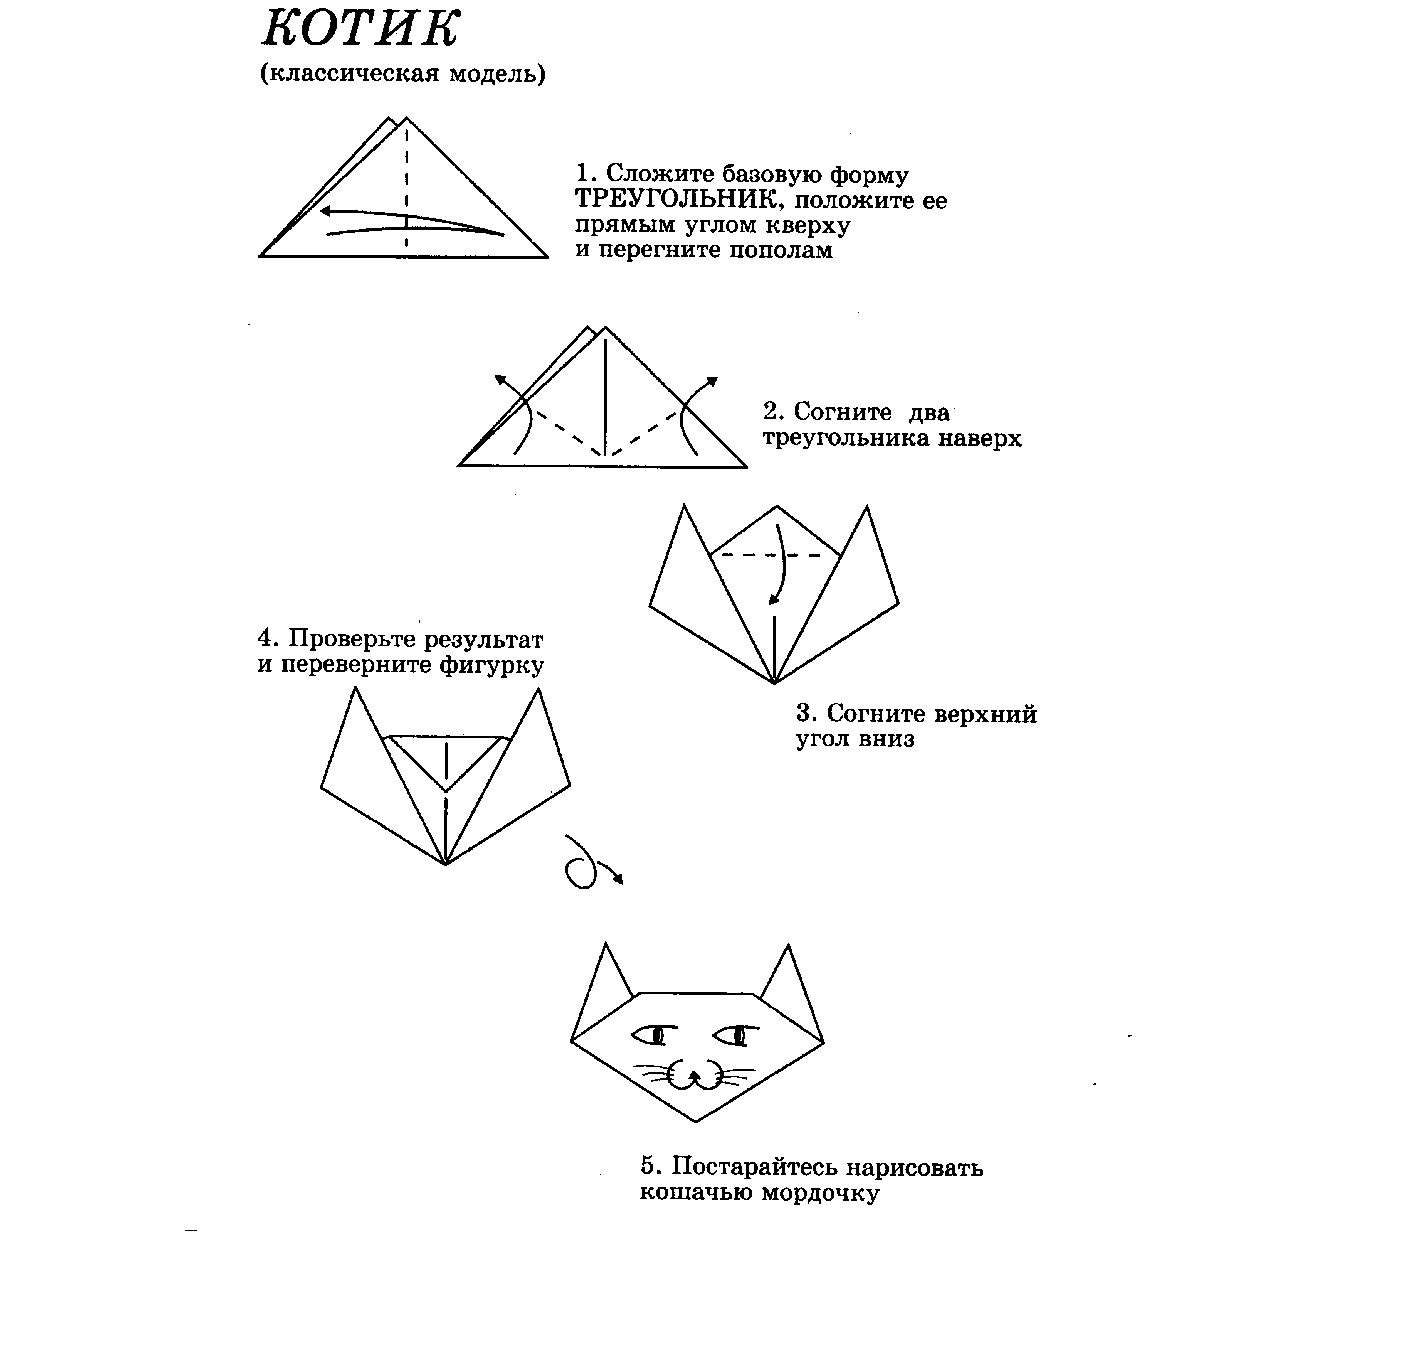 КОТИК
(классическая модель)
1. Сложите базовую форму
ТРЕУГОЛЬНИК, положите ее
прямым углом кверху
и перегните пополам
2. Согните два
треугольника наверх
3. Согните верхний
угол вниз
4. Проверьте результат
и переверните фигурку
5. Постарайтесь нарисовать
кошачью мордочку